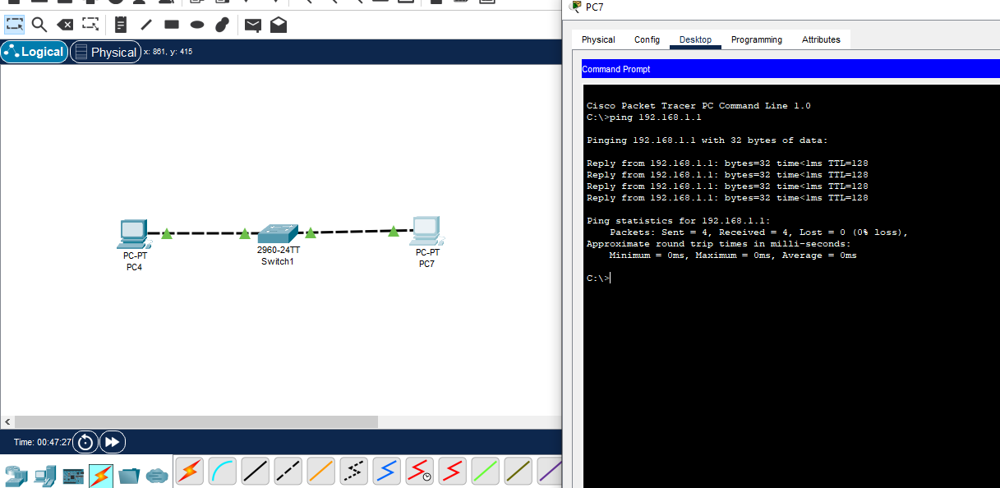 PC7
Physical Config Desktop Programming Attributes
Logical Physical x: 861, y: 415
Command Prompt
Cisco Packet Tracer PC Command Line 1.0
C:\>ping 192.168.1.1
Pinging 192.168.1.1 with 32 bytes of data:
Reply from 192.168.1.1: bytes=32 time<1ms TTL=128
Reply from 192.168.1.1: bytes=32 time<1ms TTL=128
Reply from 192.168.1.1: bytes=32 time<1ms TTL=128
Reply from 192.168.1.1: bytes=32 time<1ms TTL=128
Ping statistics for 192.168.1.1:
Packets: Sent = 4, Received = 4, Lost = 0 (0% loss),
Approximate round trip times in milli-seconds:
Minimum = 0ms, Maximum = 0ms, Average = 0ms
C:\>
PC-PT
PC4
2960-24TT
Switch1
PC-PT
PC7
Time: 00:47:27